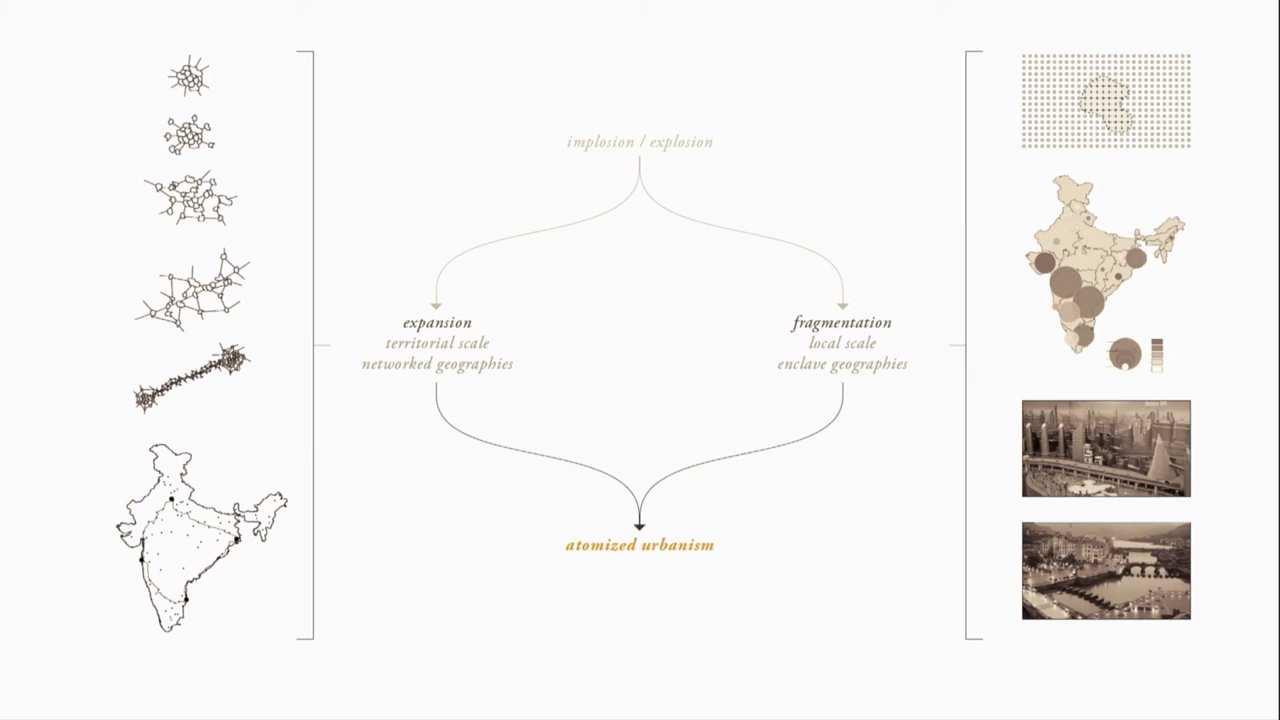 implosion / explosion
expansion
territorial scale
networked geographies
fragmentation
local scale
enclave geographies
atomized urbanism